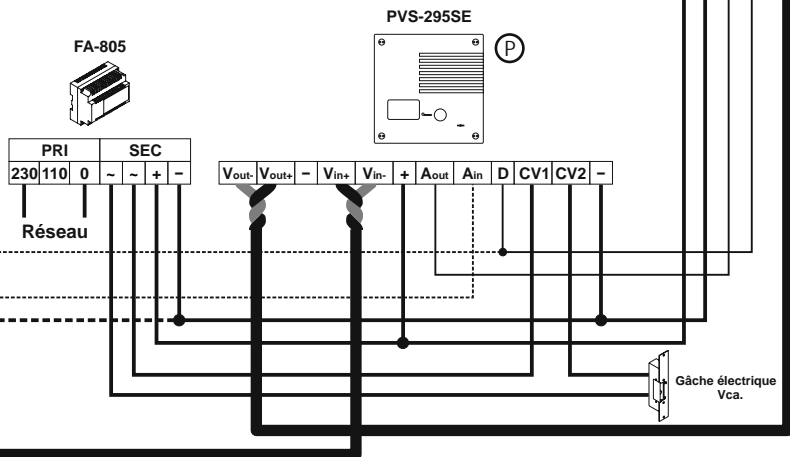 PVS-295SE
P
FA-805
PRI SEC
230 110 0 ~ ~ + −
Vout- Vout+ − Vin+ Vin- + Aout Ain D CV1 CV2 −
Réseau
Gâche électrique
Vca.